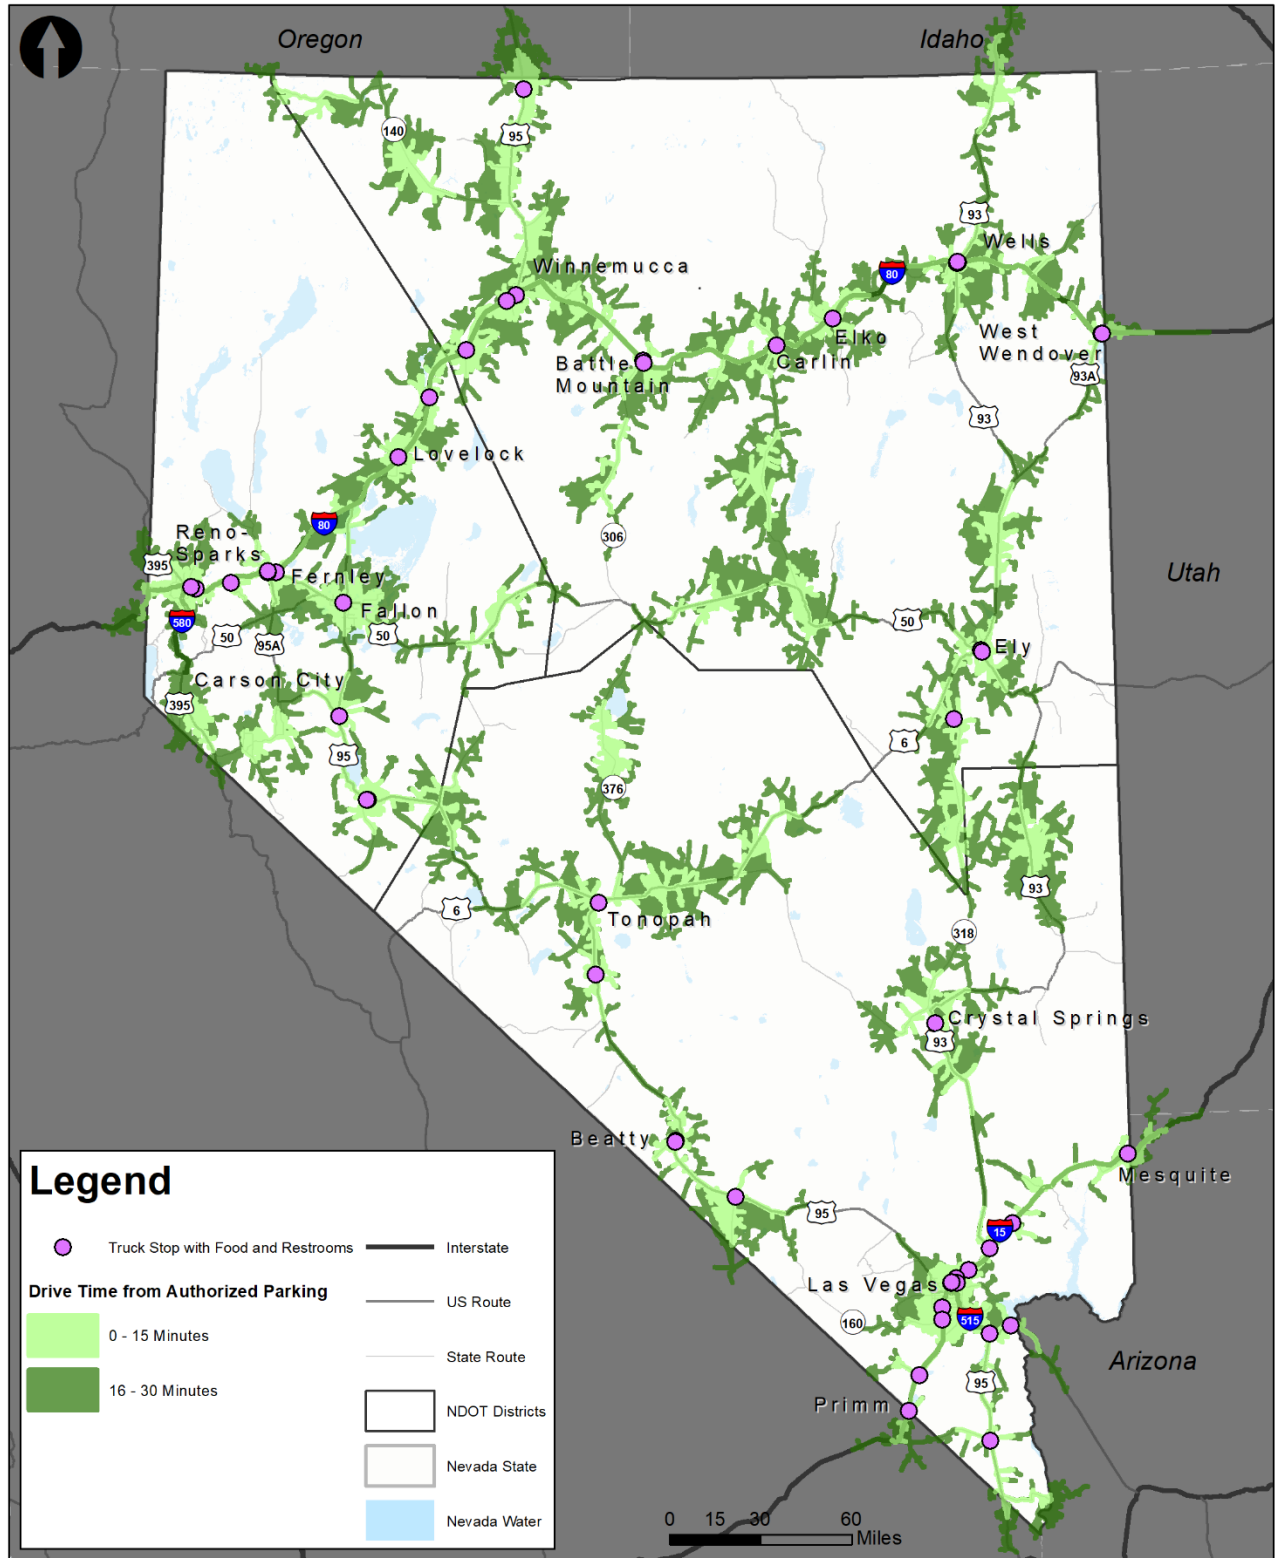 Oregon
Idaho
140
95
93
Wells
80
Winnemucca
West
Wendover
Elko
Carlin
Battle
Mountain
93A
93
Lovelock
80
306
Reno-
Sparks
395
Fernley
Utah
Fallon
580
50
95A
50
50
Ely
Carson City
395
95
6
376
93
6
Tonopah
318
Crystal Springs
93
Beatty
Mesquite
95
15
Las Vegas
160
515
Arizona
95
Primm
Legend
Truck Stop with Food and Restrooms
Drive Time from Authorized Parking
0 - 15 Minutes
16 - 30 Minutes
Interstate
US Route
State Route
NDOT Districts
Nevada State
Nevada Water
0 15 30 60
Miles